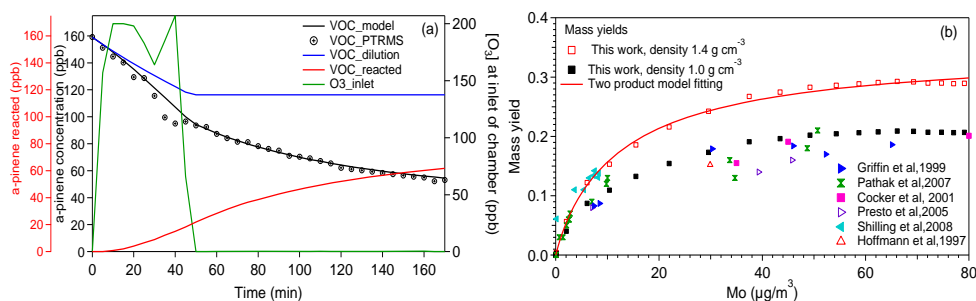 (a)
VOC_model
VOC_PTRMS
VOC_dilution
VOC_reacted
O3_inlet
a-pinene reacted (ppb)
160
140
120
100
80
60
40
20
0
a-pinene concentration (ppb)
160
140
120
100
80
60
40
20
0
[O₃] at inlet of chamber (ppb)
200
150
100
50
0
0 20 40 60 80 100 120 140 160
Time (min)
(b)
Mass yields
This work, density 1.4 g cm⁻³
This work, density 1.0 g cm⁻³
Two product model fitting
Mass yield
0.4
0.3
0.2
0.1
0.0
Griffin et al,1999
Pathak et al,2007
Cocker et al, 2001
Presto et al,2005
Shilling et al,2008
Hoffmann et al,1997
0 20 40 60 80
Mo (µg/m³)